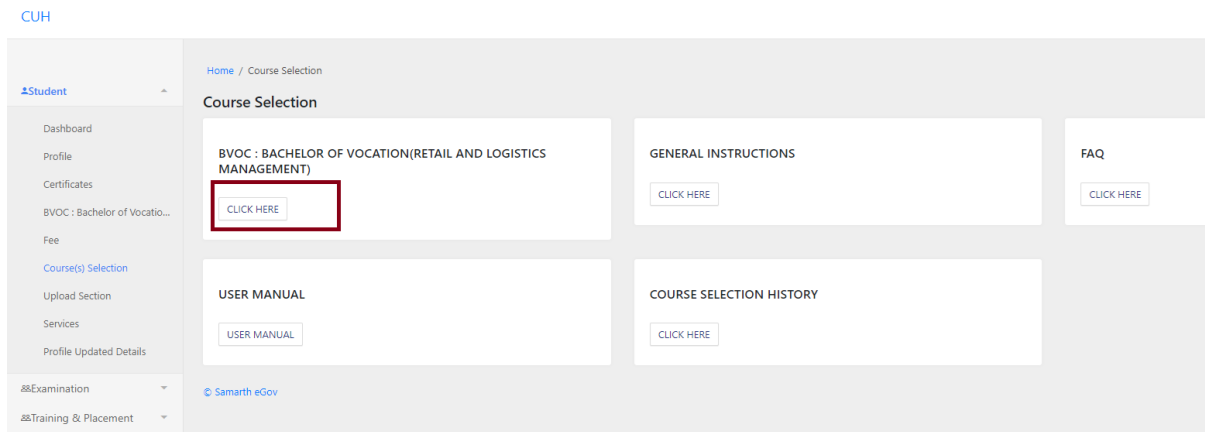 CUH
Student
Dashboard
Profile
Certificates
BVOC : Bachelor of Vocatio...
Fee
Course(s) Selection
Upload Section
Services
Profile Updated Details
Examination
Training & Placement
Home / Course Selection
Course Selection
BVOC : BACHELOR OF VOCATION(RETAIL AND LOGISTICS
MANAGEMENT)
CLICK HERE
GENERAL INSTRUCTIONS
CLICK HERE
FAQ
CLICK HERE
USER MANUAL
USER MANUAL
COURSE SELECTION HISTORY
CLICK HERE
© Samarth eGov